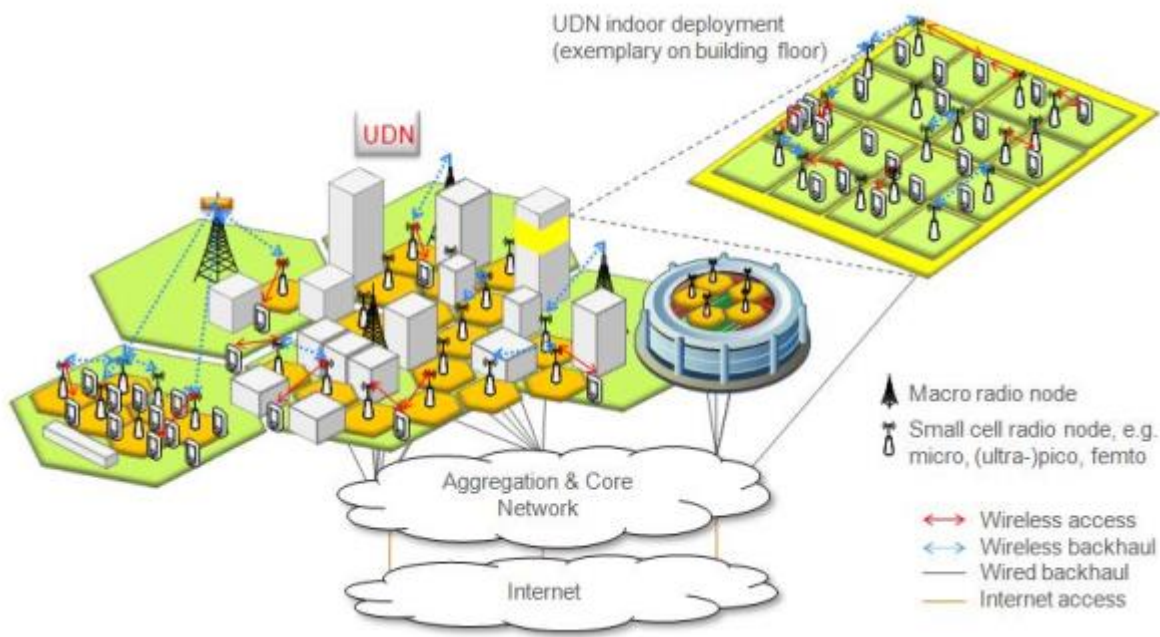 UDN indoor deployment
(exemplary on building floor)
UDN
Macro radio node
Small cell radio node, e.g.
micro, (ultra-)pico, femto
Aggregation & Core
Network
Wireless access
Wireless backhaul
Wired backhaul
Internet access
Internet